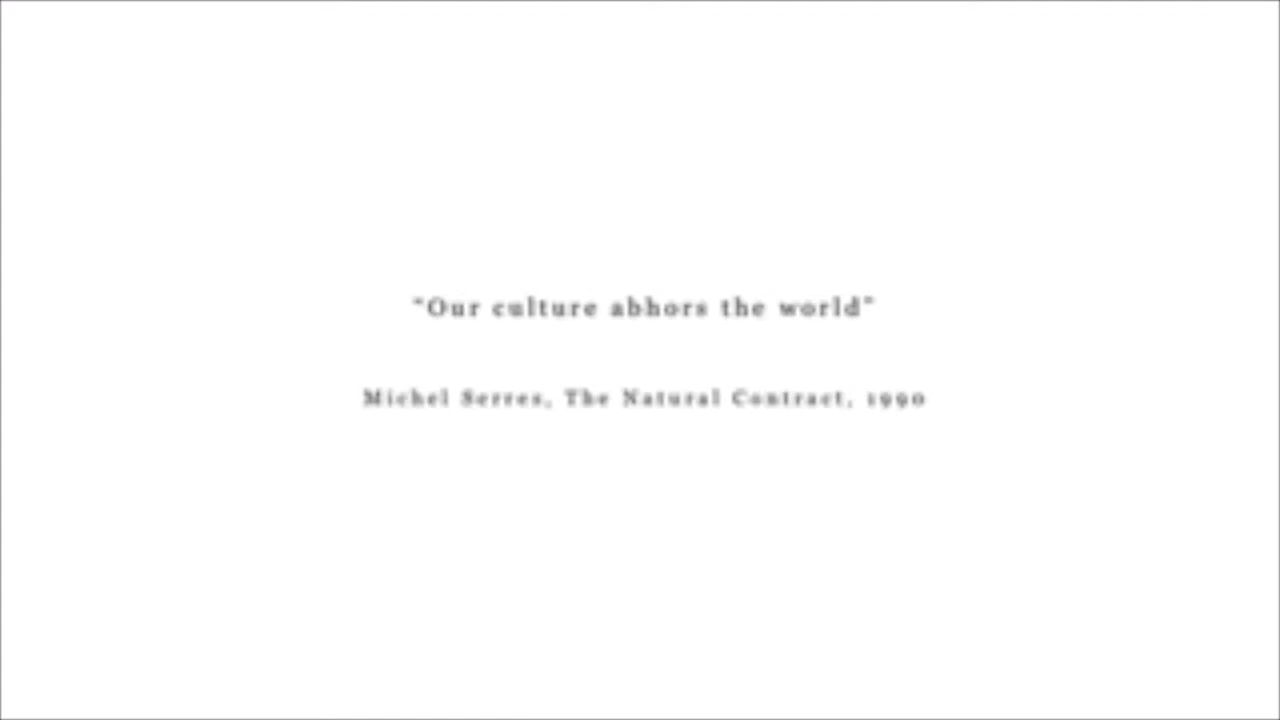 “Our culture abhors the world”
Michel Serres, The Natural Contract, 1990